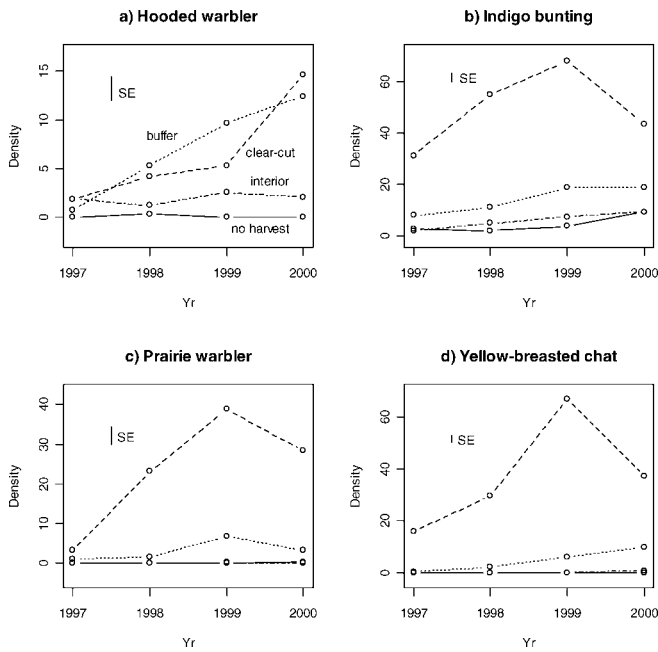 a) Hooded warbler
Density
15
10
5
0
SE
buffer
clear-cut
interior
no harvest
1997 1998 1999 2000
Yr
b) Indigo bunting
Density
60
40
20
0
SE
1997 1998 1999 2000
Yr
c) Prairie warbler
Density
40
30
20
10
0
SE
1997 1998 1999 2000
Yr
d) Yellow-breasted chat
Density
60
40
20
0
SE
1997 1998 1999 2000
Yr